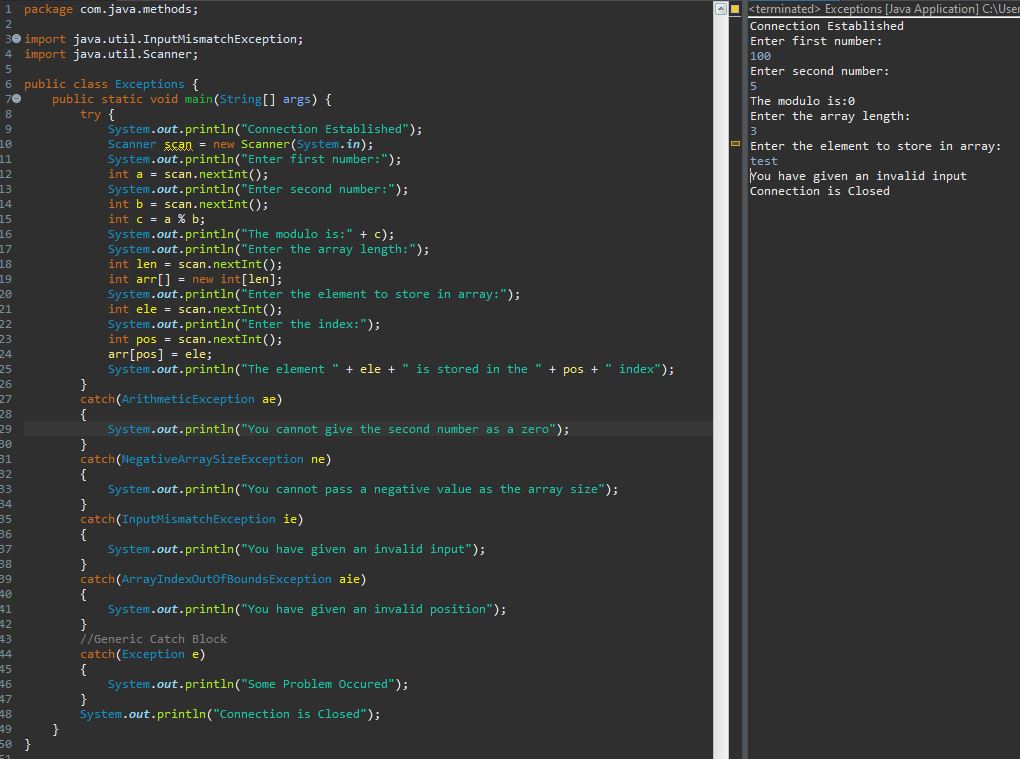 1 package com.java.methods;
2
3 import java.util.InputMismatchException;
4 import java.util.Scanner;
5
6 public class Exceptions {
7     public static void main(String[] args) {
8         try {
9             System.out.println("Connection Established");
10             Scanner scan = new Scanner(System.in);
11             System.out.println("Enter first number:");
12             int a = scan.nextInt();
13             System.out.println("Enter second number:");
14             int b = scan.nextInt();
15             int c = a % b;
16             System.out.println("The modulo is:" + c);
17             System.out.println("Enter the array length:");
18             int len = scan.nextInt();
19             int arr[] = new int[len];
20             System.out.println("Enter the element to store in array:");
21             int ele = scan.nextInt();
22             System.out.println("Enter the index:");
23             int pos = scan.nextInt();
24             arr[pos] = ele;
25             System.out.println("The element " + ele + " is stored in the " + pos + " index");
26         }
27         catch(ArithmeticException ae)
28         {
29             System.out.println("You cannot give the second number as a zero");
30         }
31         catch(NegativeArraySizeException ne)
32         {
33             System.out.println("You cannot pass a negative value as the array size");
34         }
35         catch(InputMismatchException ie)
36         {
37             System.out.println("You have given an invalid input");
38         }
39         catch(ArrayIndexOutOfBoundsException aie)
40         {
41             System.out.println("You have given an invalid position");
42         }
43         //Generic Catch Block
44         catch(Exception e)
45         {
46             System.out.println("Some Problem Occured");
47         }
48         System.out.println("Connection is Closed");
49     }
50 }
<terminated> Exceptions [Java Application] C:\User
Connection Established
Enter first number:
100
Enter second number:
5
The modulo is:0
Enter the array length:
3
Enter the element to store in array:
test
You have given an invalid input
Connection is Closed